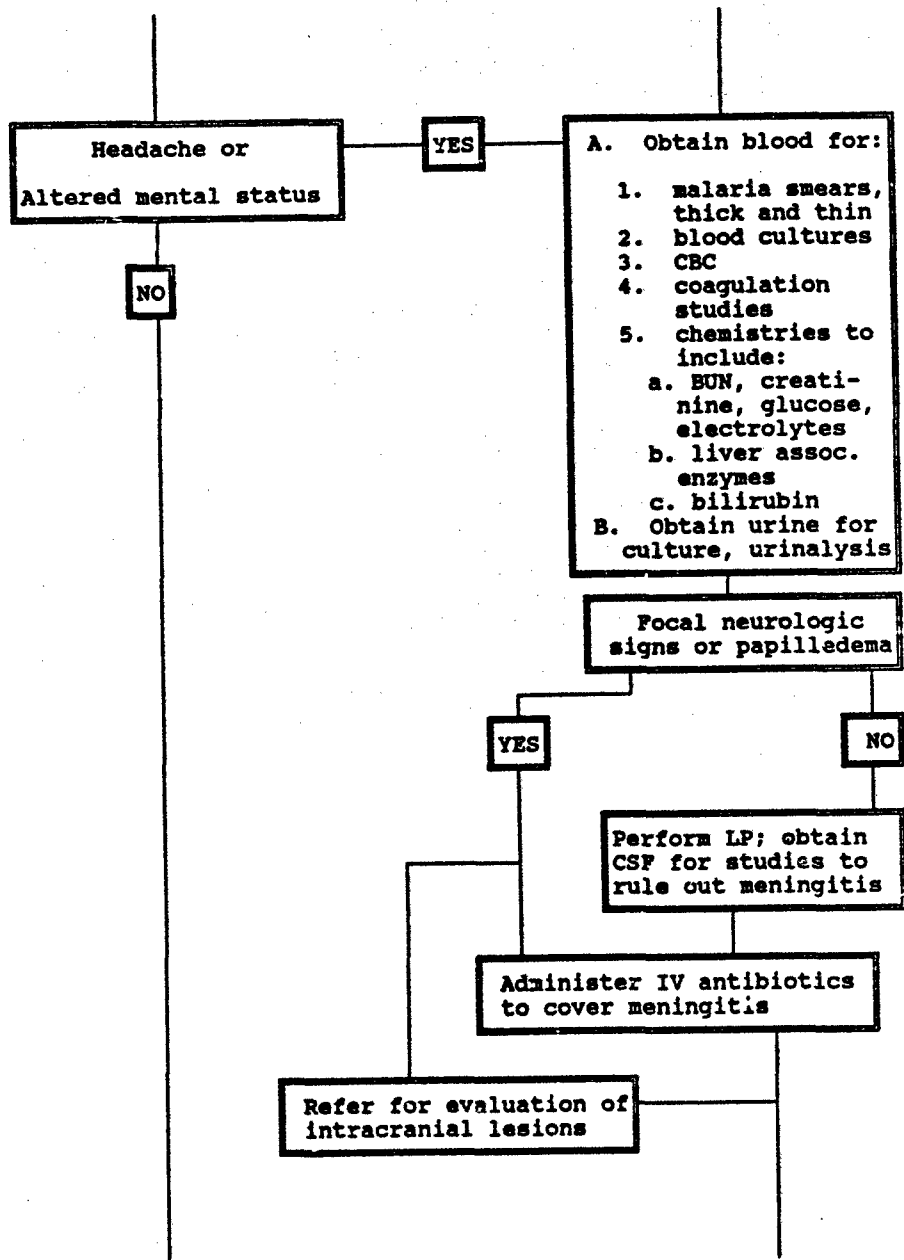 Headache or
Altered mental status
YES
NO
A. Obtain blood for:
1. malaria smears,
thick and thin
2. blood cultures
3. CBC
4. coagulation
studies
5. chemistries to
include:
a. BUN, creati-
nine, glucose,
electrolytes
b. liver assoc.
enzymes
c. bilirubin
B. Obtain urine for
culture, urinalysis
Focal neurologic
signs or papilledema
YES
NO
Perform LP; obtain
CSF for studies to
rule out meningitis
Administer IV antibiotics
to cover meningitis
Refer for evaluation of
intracranial lesions